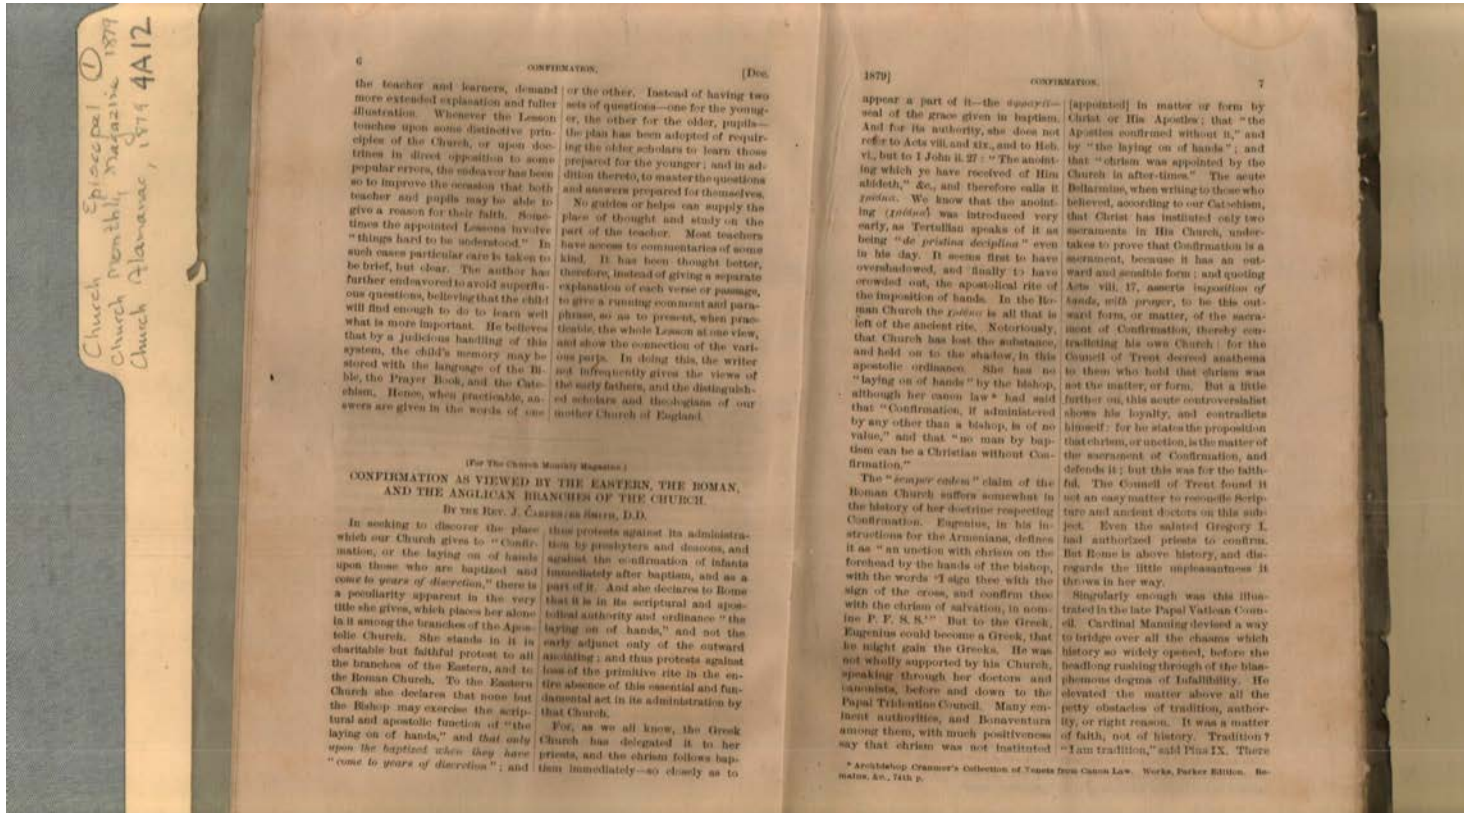 Church Episcopal ①
Church Monthly Magazine 1879
Church Almanac, 1879 4A12
6
CONFIRMATION.
[Dec.
the teacher and learners, demand
more extended explanation and fuller
illustration. Whenever the Lesson
touches upon some distinctive prin-
ciples of the Church, or upon doc-
trines in direct opposition to some
popular errors, the endeavor has been
so to improve the occasion that both
teacher and pupils may be able to
give a reason for their faith. Some-
times the appointed Lessons involve
"things hard to be understood." In
such cases particular care is taken to
be brief, but clear. The author has
further endeavored to avoid superflu-
ous questions, believing that the child
will find enough to do to learn well
what is more important. He believes
that by a judicious handling of this
system, the child's memory may be
stored with the language of the Bi-
ble, the Prayer Book, and the Cate-
chism. Hence, when practicable, an-
swers are given in the words of one
or the other. Instead of having two
sets of questions—one for the young-
er, the other for the older, pupils—
the plan has been adopted of requir-
ing the older scholars to learn those
prepared for the younger; and in ad-
dition thereto, to master the questions
and answers prepared for themselves.
No guides or helps can supply the
place of thought and study on the
part of the teacher. Most teachers
have access to commentaries of some
kind. It has been thought better,
therefore, instead of giving a separate
explanation of each verse or passage,
to give a running comment and para-
phrase, so as to present, when prac-
ticable, the whole Lesson at one view,
and show the connection of the vari-
ous parts. In doing this, the writer
not infrequently gives the views of
the early fathers, and the distinguish-
ed scholars and theologians of our
mother Church of England.
(For The Church Monthly Magazine.)
CONFIRMATION AS VIEWED BY THE EASTERN, THE ROMAN,
AND THE ANGLICAN BRANCHES OF THE CHURCH.
BY THE REV. J. CARPENTER SMITH, D.D.
In seeking to discover the place
which our Church gives to "Confir-
mation, or the laying on of hands
upon those who are baptized and
come to years of discretion," there is
a peculiarity apparent in the very
title she gives, which places her alone
in it among the branches of the Apos-
tolic Church. She stands in it in
charitable but faithful protest to all
the branches of the Eastern, and to
the Roman Church. To the Eastern
Church she declares that none but
the Bishop may exercise the scrip-
tural and apostolic function of "the
laying on of hands," and that only
upon the baptized when they have
"come to years of discretion"; and
thus protests against its administra-
tion by presbyters and deacons, and
against the confirmation of infants
immediately after baptism, and as a
part of it. And she declares to Rome
that it is in its scriptural and apos-
tolical authority and ordinance "the
laying on of hands," and not the
early adjunct only of the outward
anointing; and thus protests against
loss of the primitive rite in the en-
tire absence of this essential and fun-
damental act in its administration by
that Church.
For, as we all know, the Greek
Church has delegated it to her
priests, and the chrism follows bap-
tism immediately—so closely as to
1879]
CONFIRMATION.
7
appear a part of it—the
seal of the grace given in baptism.
And for its authority, she does not
refer to Acts viii. and xix., and to Heb.
vi., but to 1 John ii. 27: "The anoint-
ing which ye have received of Him
abideth," &c., and therefore calls it
We know that the anoint-
ing was introduced very
early, as Tertullian speaks of it as
being "de pristina deciplina" even
in his day. It seems first to have
overshadowed, and finally to have
crowded out, the apostolical rite of
the imposition of hands. In the Ro-
man Church the is all that is
left of the ancient rite. Notoriously,
that Church has lost the substance,
and held on to the shadow, in this
apostolic ordinance. She has no
"laying on of hands" by the bishop,
although her canon law* had said
that "Confirmation, if administered
by any other than a bishop, is of no
value," and that "no man by bap-
tism can be a Christian without Con-
firmation."
The "semper eadem" claim of the
Roman Church suffers somewhat in
the history of her doctrine respecting
Confirmation. Eugenius, in his in-
structions for the Armenians, defines
it as "an unction with chrism on the
forehead by the hands of the bishop,
with the words 'I sign thee with the
sign of the cross, and confirm thee
with the chrism of salvation, in nom-
ine P. F. S. S.'" But to the Greek,
Eugenius could become a Greek, that
he might gain the Greeks. He was
not wholly supported by his Church,
speaking through her doctors and
canonists, before and down to the
Papal Tridentine Council. Many em-
inent authorities, and Bonaventura
among them, with much positiveness
say that chrism was not instituted
[appointed] in matter or form by
Christ or His Apostles; that "the
Apostles confirmed without it," and
by "the laying on of hands"; and
that "chrism was appointed by the
Church in after-times." The acute
Bellarmine, when writing to those who
believed, according to our Catechism,
that Christ has instituted only two
sacraments in His Church, under-
takes to prove that Confirmation is a
sacrament, because it has an out-
ward and sensible form; and quoting
Acts viii. 17, asserts imposition of
hands, with prayer, to be this out-
ward form, or matter, of the sacra-
ment of Confirmation, thereby con-
tradicting his own Church: for the
Council of Trent decreed anathema
to them who hold that chrism was
not the matter, or form. But a little
further on, this acute controversialist
shows his loyalty, and contradicts
himself: for he states the proposition
that chrism, or unction, is the matter of
the sacrament of Confirmation, and
defends it; but this was for the faith-
ful. The Council of Trent found it
not an easy matter to reconcile Scrip-
ture and ancient doctors on this sub-
ject. Even the sainted Gregory I.
had authorized priests to confirm.
But Rome is above history, and dis-
regards the little unpleasantness it
throws in her way.
Singularly enough was this illus-
trated in the late Papal Vatican Coun-
cil. Cardinal Manning devised a way
to bridge over all the chasms which
history so widely opened, before the
headlong rushing through of the blas-
phemous dogma of Infallibility. He
elevated the matter above all the
petty obstacles of tradition, author-
ity, or right reason. It was a matter
of faith, not of history. Tradition?
"I am tradition," said Pius IX. There
* Archbishop Cranmer's Collection of Tenets from Canon Law. Works, Parker Edition. Re-
mains, &c., 74th p.